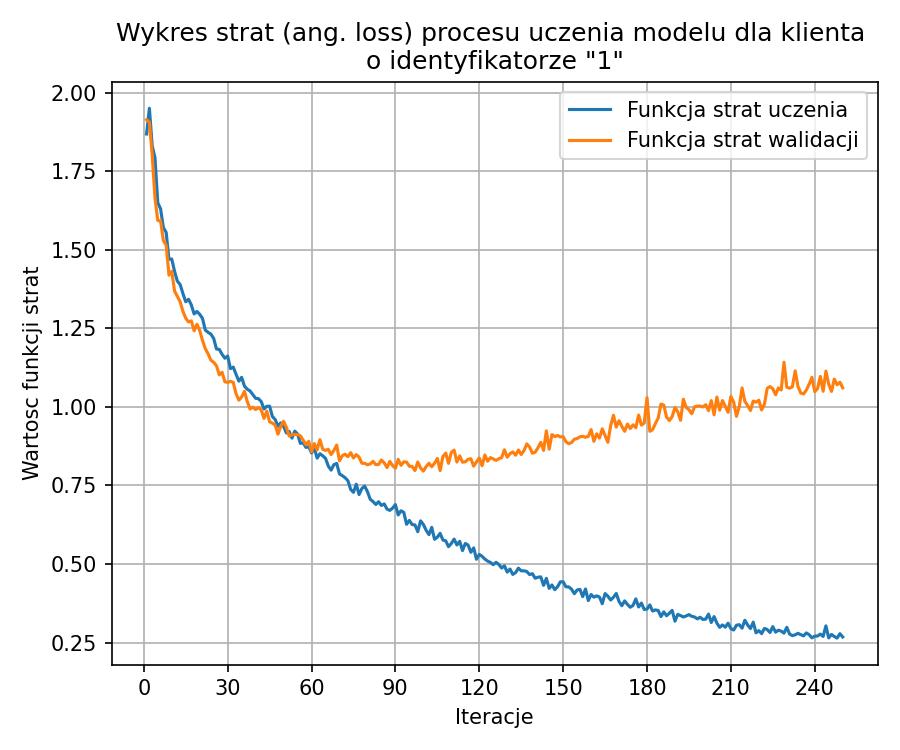 Wykres strat (ang. loss) procesu uczenia modelu dla klienta
o identyfikatorze "1"
Funkcja strat uczenia
Funkcja strat walidacji
Wartosc funkcji strat
2.00
1.75
1.50
1.25
1.00
0.75
0.50
0.25
0 30 60 90 120 150 180 210 240
Iteracje